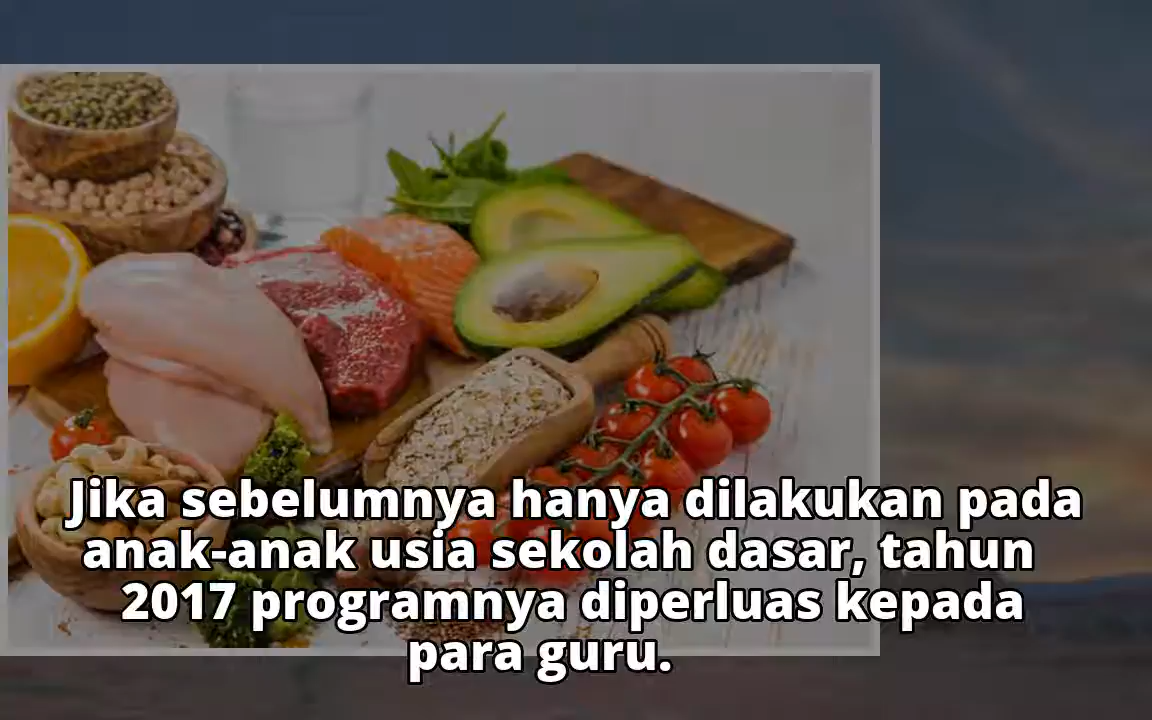 Jika sebelumnya hanya dilakukan pada
anak-anak usia sekolah dasar, tahun
2017 programnya diperluas kepada
para guru.